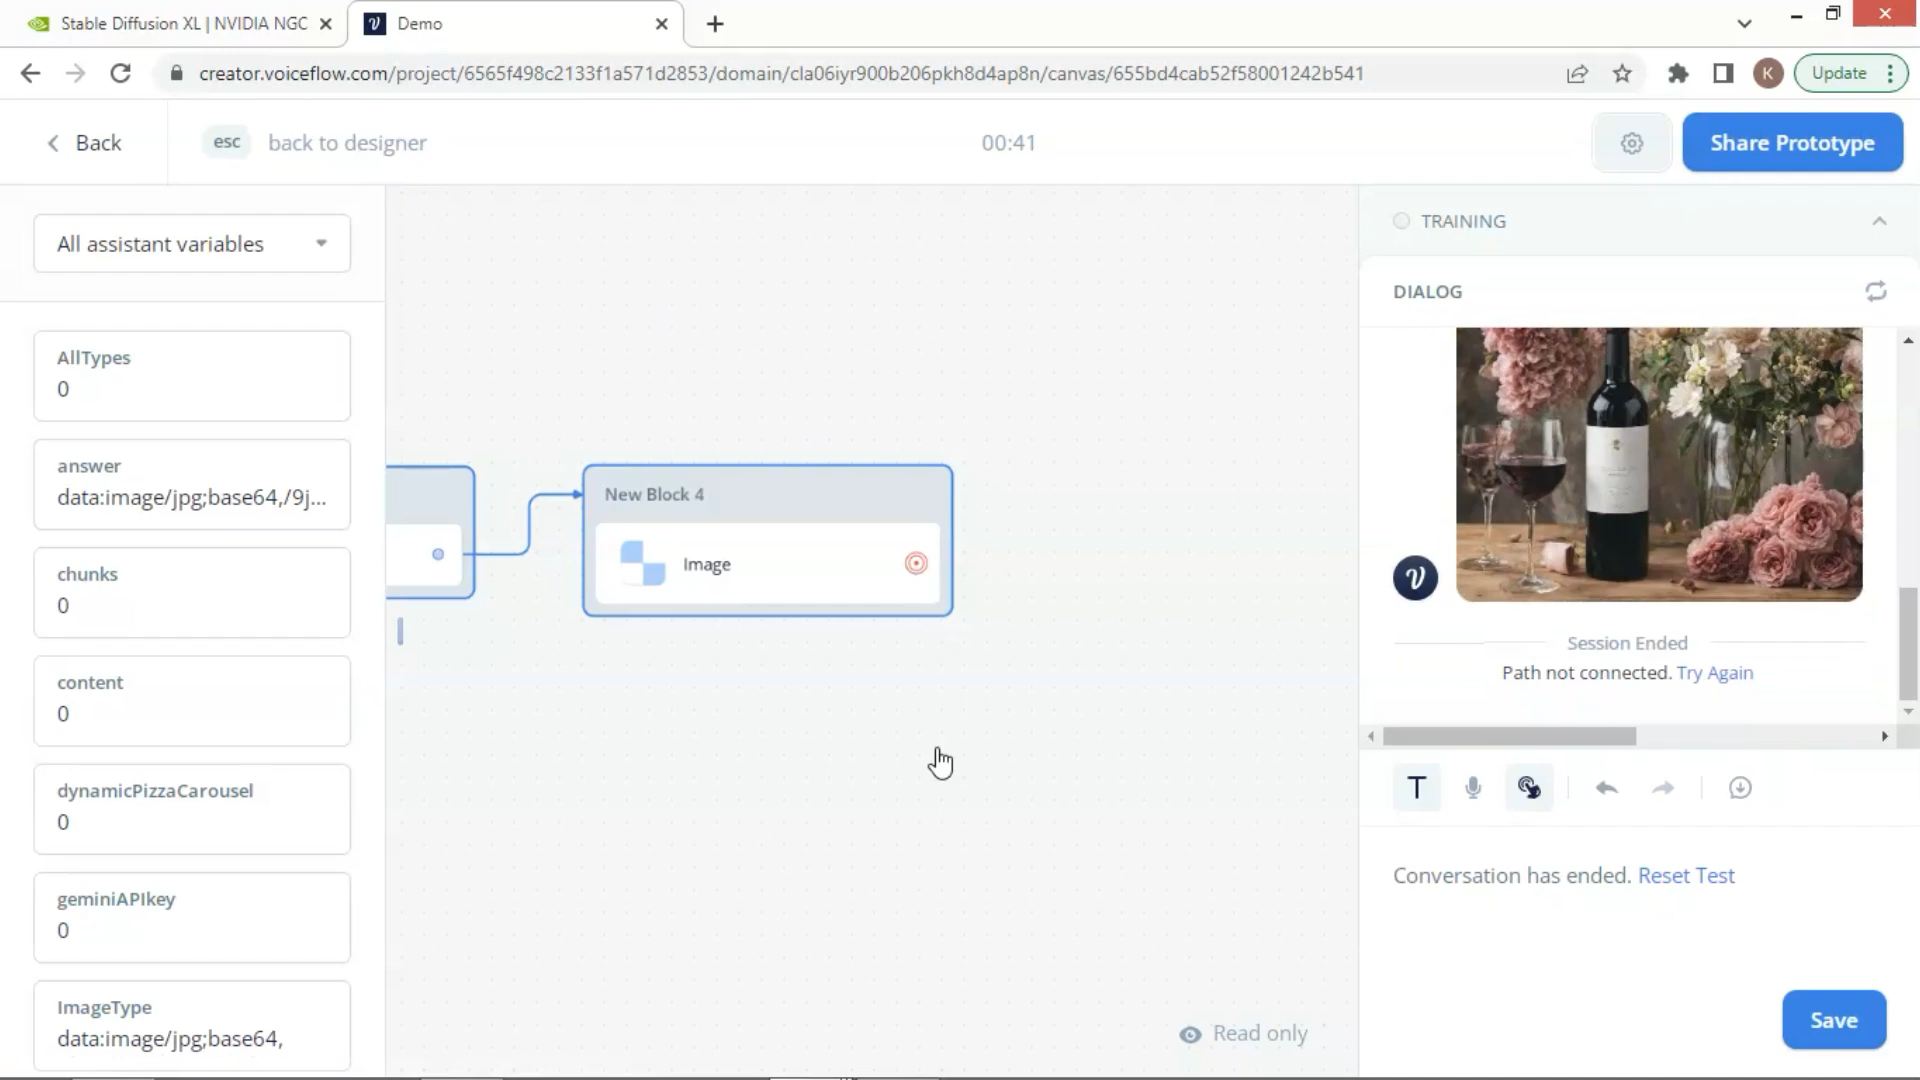 Stable Diffusion XL | NVIDIA NGC
Demo
creator.voiceflow.com/project/6565f498c2133f1a571d2853/domain/cla06iyr900b206pkh8d4ap8n/canvas/655bd4cab52f58001242b541
K
Update
Back
esc back to designer
00:41
Share Prototype
All assistant variables
AllTypes
0
answer
data:image/jpg;base64,/9j...
chunks
0
content
0
dynamicPizzaCarousel
0
geminiAPIkey
0
ImageType
data:image/jpg;base64,
New Block 4
Image
Read only
TRAINING
DIALOG
Session Ended
Path not connected. Try Again
T
Conversation has ended. Reset Test
Save